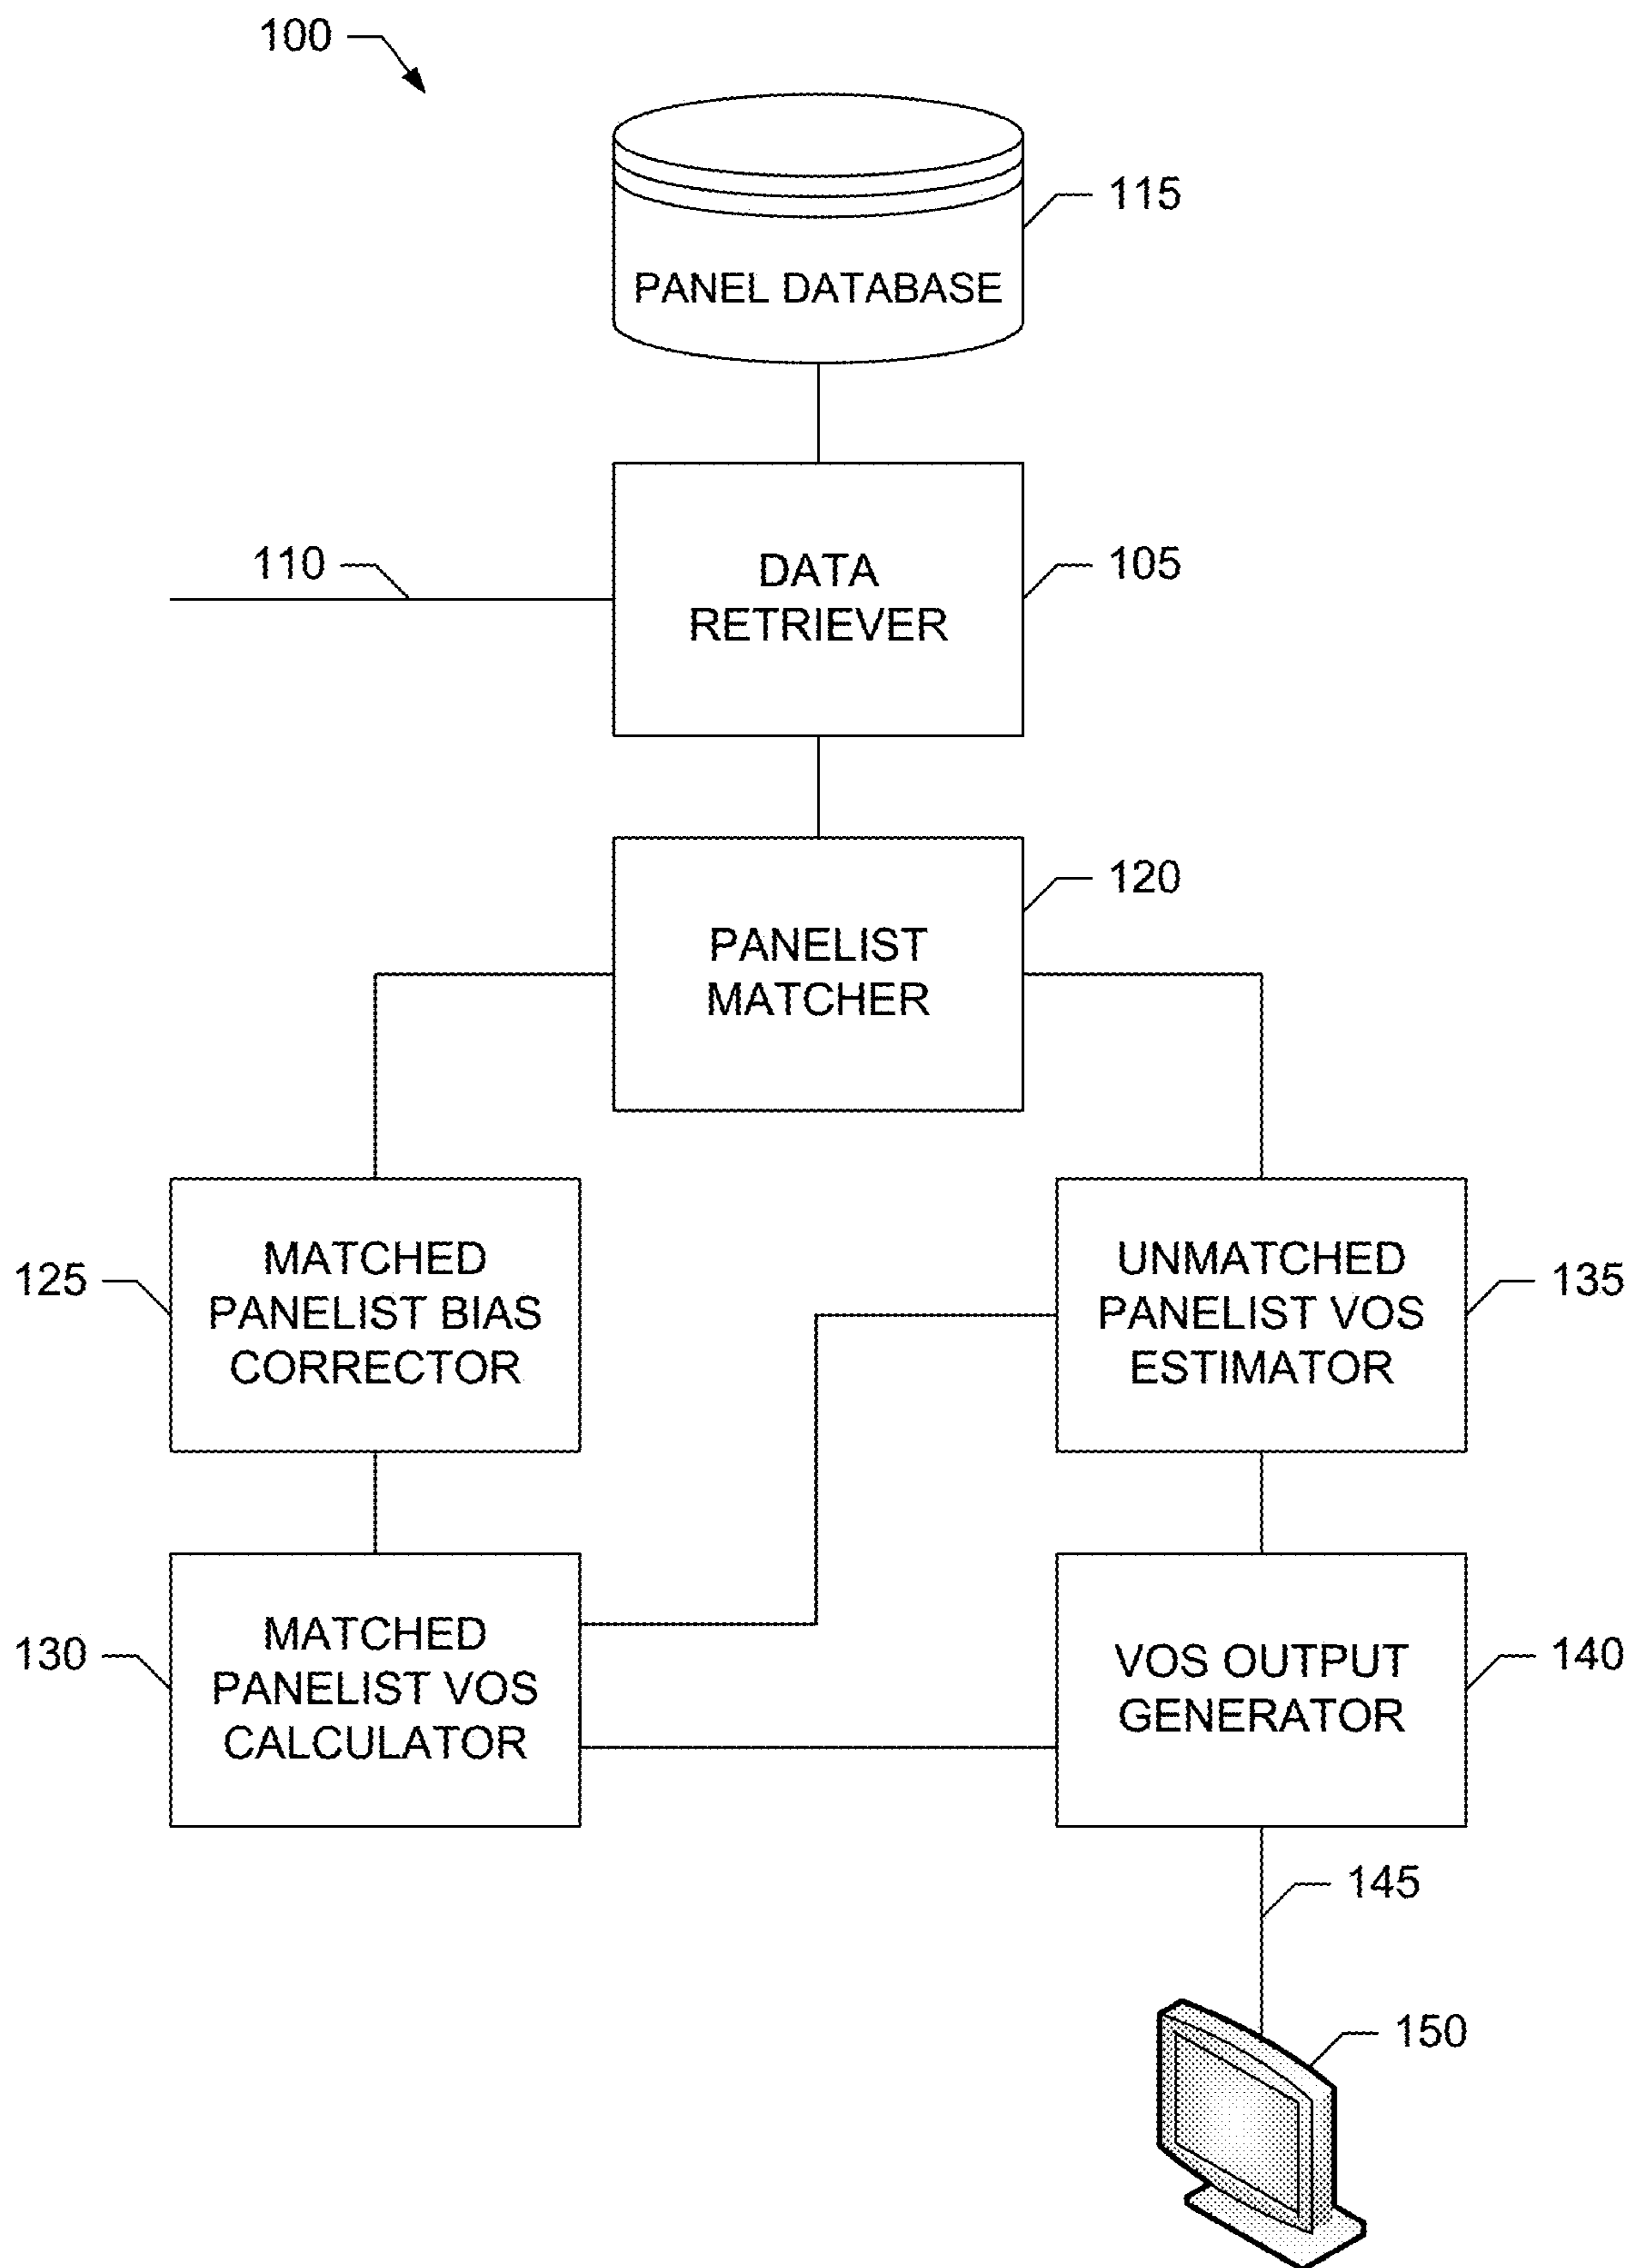 100
115
PANEL DATABASE
110
105
DATA
RETRIEVER
120
PANELIST
MATCHER
125
MATCHED
PANELIST BIAS
CORRECTOR
UNMATCHED
PANELIST VOS
ESTIMATOR
135
130
MATCHED
PANELIST VOS
CALCULATOR
VOS OUTPUT
GENERATOR
140
145
150